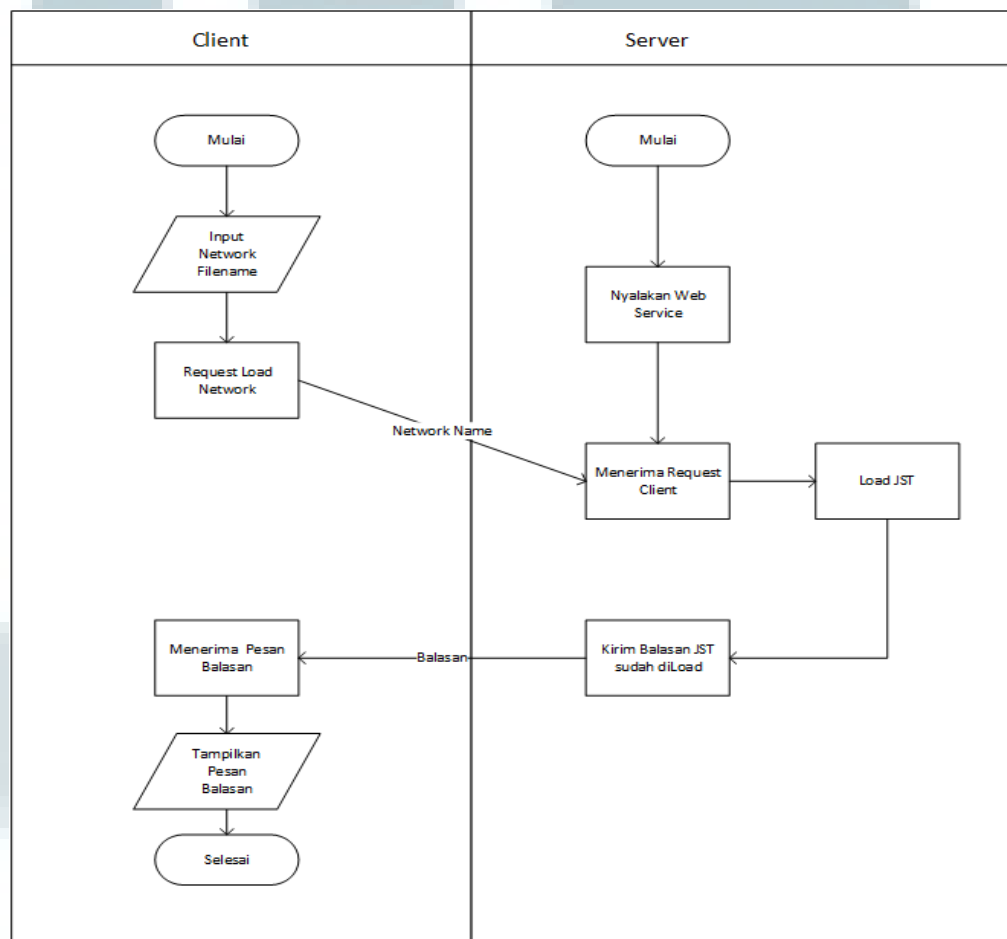 Client
Server
Mulai
Input
Network
Filename
Request Load
Network
Network Name
Mulai
Nyalakan Web
Service
Menerima Request
Client
Load JST
Kirim Balasan JST
sudah diLoad
Balasan
Menerima Pesan
Balasan
Tampilkan
Pesan
Balasan
Selesai